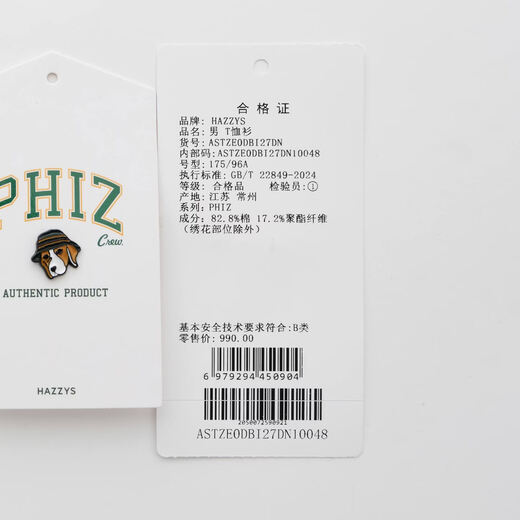 PHIZ
Crew.
AUTHENTIC PRODUCT
HAZZYS
合格证
品牌: HAZZYS
品名: 男 T恤衫
货号: ASTZE0DBI27DN
内部码: ASTZE0DBI27DN10048
号型: 175/96A
执行标准: GB/T 22849-2024
等级: 合格品 检验员:①
产地: 江苏 常州
系列: PHIZ
成分: 82.8%棉 17.2%聚酯纤维
（绣花部位除外）
基本安全技术要求符合:B类
零售价: 990.00
6 979294 450904
2050072590921
ASTZE0DBI27DN10048